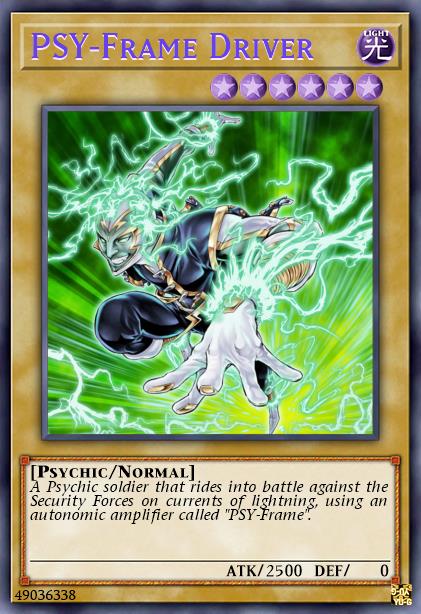 PSY-Frame Driver
LIGHT
光
[Psychic/Normal]
A Psychic soldier that rides into battle against the
Security Forces on currents of lightning, using an
autonomic amplifier called "PSY-Frame".
ATK/2500 DEF/ 0
49036338